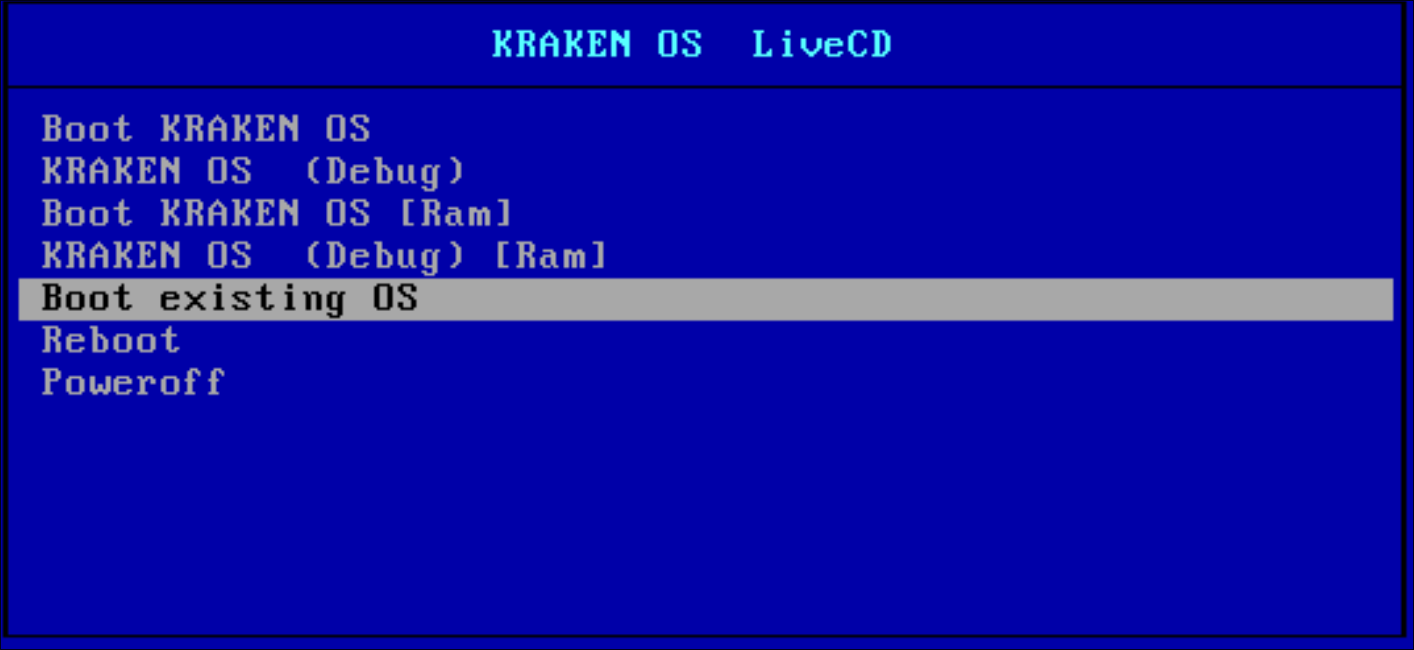 KRAKEN OS  LiveCD
Boot KRAKEN OS
KRAKEN OS  (Debug)
Boot KRAKEN OS [Ram]
KRAKEN OS  (Debug) [Ram]
Boot existing OS
Reboot
Poweroff